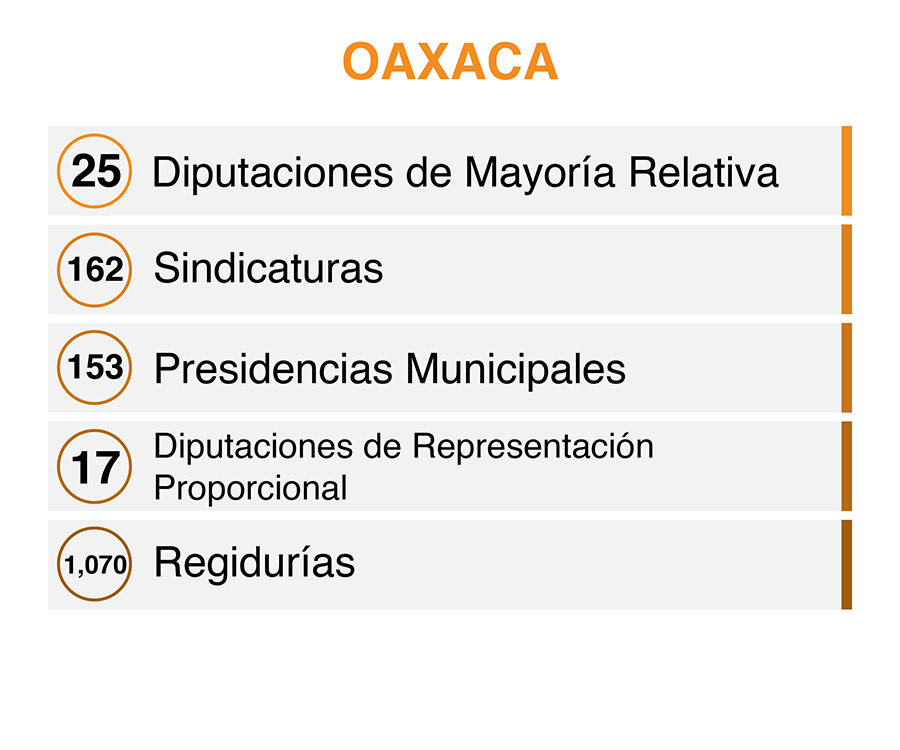 OAXACA
25 Diputaciones de Mayoría Relativa
162 Sindicaturas
153 Presidencias Municipales
17 Diputaciones de Representación
Proporcional
1,070 Regidurías